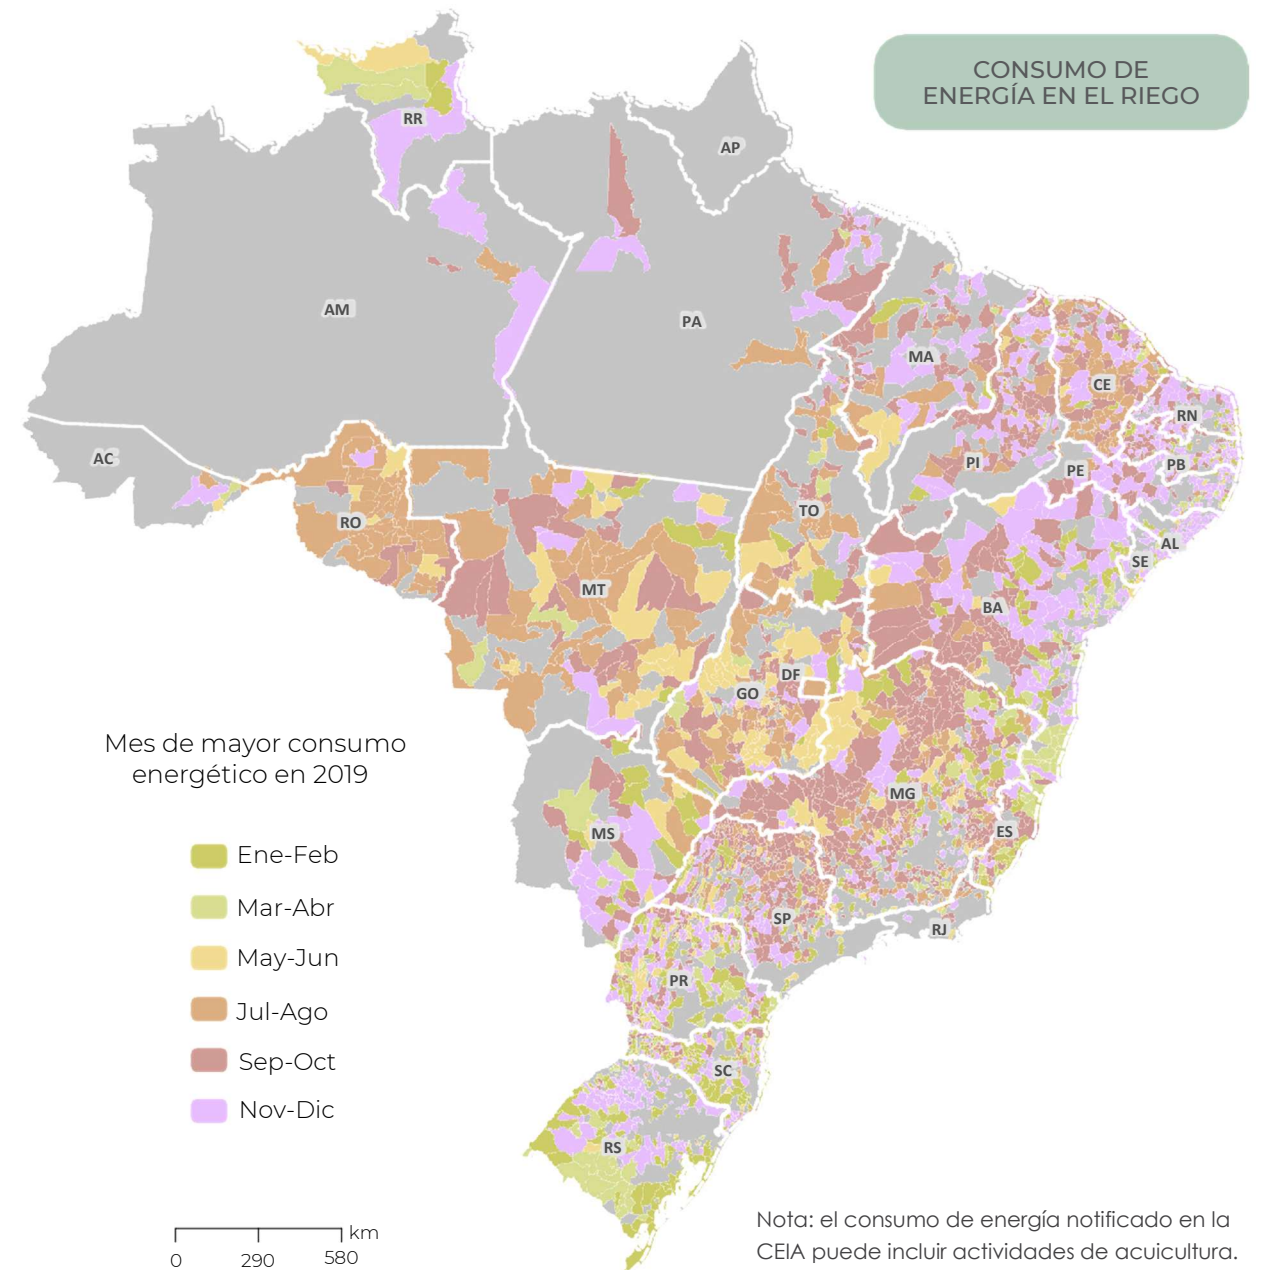 CONSUMO DE
ENERGÍA EN EL RIEGO
RR
AP
AM
PA
MA
CE
RN
PB
PE
PI
AC
RO
TO
AL
SE
MT
BA
DF
GO
MG
MS
ES
SP
RJ
PR
SC
RS
Mes de mayor consumo
energético en 2019
Ene-Feb
Mar-Abr
May-Jun
Jul-Ago
Sep-Oct
Nov-Dic
km
0 290 580
Nota: el consumo de energía notificado en la
CEIA puede incluir actividades de acuicultura.